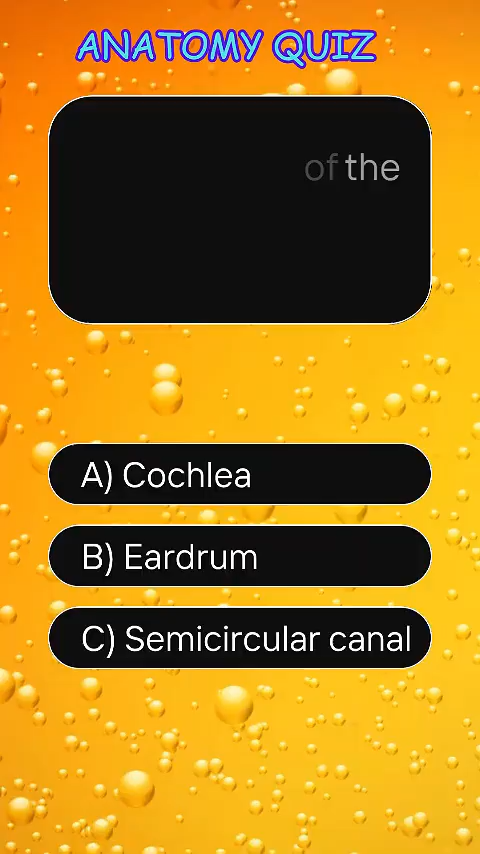 ANATOMY QUIZ
of the
A) Cochlea
B) Eardrum
C) Semicircular canal